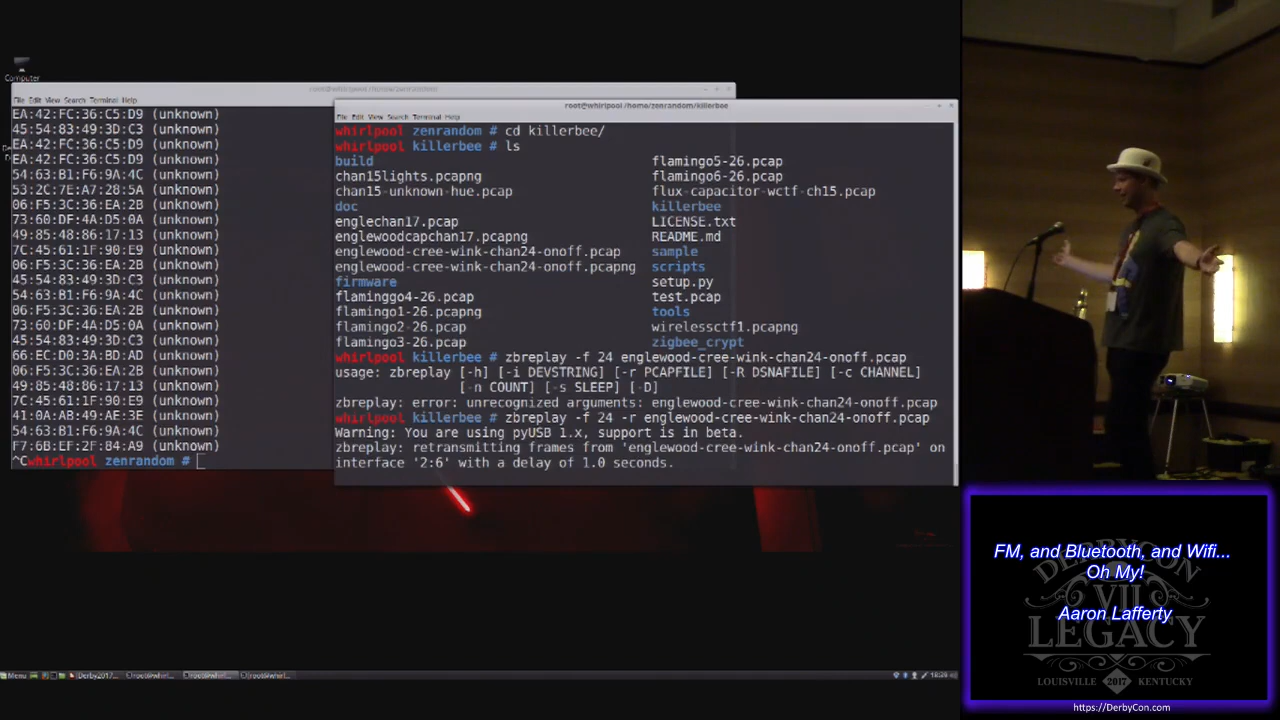 Computer
File Edit View Search Terminal Help
EA:42:FC:36:C5:D9 (unknown)
45:54:83:49:3D:C3 (unknown)
EA:42:FC:36:C5:D9 (unknown)
EA:42:FC:36:C5:D9 (unknown)
54:63:B1:F6:9A:4C (unknown)
53:2C:7E:A7:28:5A (unknown)
06:F5:3C:36:EA:2B (unknown)
73:60:DF:4A:D5:0A (unknown)
49:85:48:86:17:13 (unknown)
7C:45:61:1F:90:E9 (unknown)
06:F5:3C:36:EA:2B (unknown)
45:54:83:49:3D:C3 (unknown)
54:63:B1:F6:9A:4C (unknown)
06:F5:3C:36:EA:2B (unknown)
73:60:DF:4A:D5:0A (unknown)
45:54:83:49:3D:C3 (unknown)
66:EC:D0:3A:BD:AD (unknown)
06:F5:3C:36:EA:2B (unknown)
49:85:48:86:17:13 (unknown)
7C:45:61:1F:90:E9 (unknown)
41:0A:AB:49:AE:3E (unknown)
54:63:B1:F6:9A:4C (unknown)
F7:6B:EF:2F:84:A9 (unknown)
^Cwhirlpool zenrandom #
root@whirlpool /home/zenrandom/killerbee
File Edit View Search Terminal Help
whirlpool zenrandom # cd killerbee/
whirlpool killerbee # ls
build flamingo5-26.pcap
chan15lights.pcapng flamingo6-26.pcap
chan15-unknown-hue.pcap flux-capacitor-wctf-ch15.pcap
doc killerbee
englechan17.pcap LICENSE.txt
englewoodcapchan17.pcapng README.md
englewood-cree-wink-chan24-onoff.pcap sample
englewood-cree-wink-chan24-onoff.pcapng scripts
firmware setup.py
flaminggo4-26.pcap test.pcap
flamingo1-26.pcapng tools
flamingo2-26.pcap wirelessctf1.pcapng
flamingo3-26.pcap zigbee_crypt
whirlpool killerbee # zbreplay -f 24 englewood-cree-wink-chan24-onoff.pcap
usage: zbreplay [-h] [-i DEVSTRING] [-r PCAPFILE] [-R DSNAFILE] [-c CHANNEL]
[-n COUNT] [-s SLEEP] [-D]
zbreplay: error: unrecognized arguments: englewood-cree-wink-chan24-onoff.pcap
whirlpool killerbee # zbreplay -f 24 -r englewood-cree-wink-chan24-onoff.pcap
Warning: You are using pyUSB 1.x, support is in beta.
zbreplay: retransmitting frames from 'englewood-cree-wink-chan24-onoff.pcap' on
interface '2:6' with a delay of 1.0 seconds.
Menu
FM, and Bluetooth, and Wifi...
Oh My!
Aaron Lafferty
DERBYCON
VII
LEGACY
LOUISVILLE 2017 KENTUCKY
https://DerbyCon.com